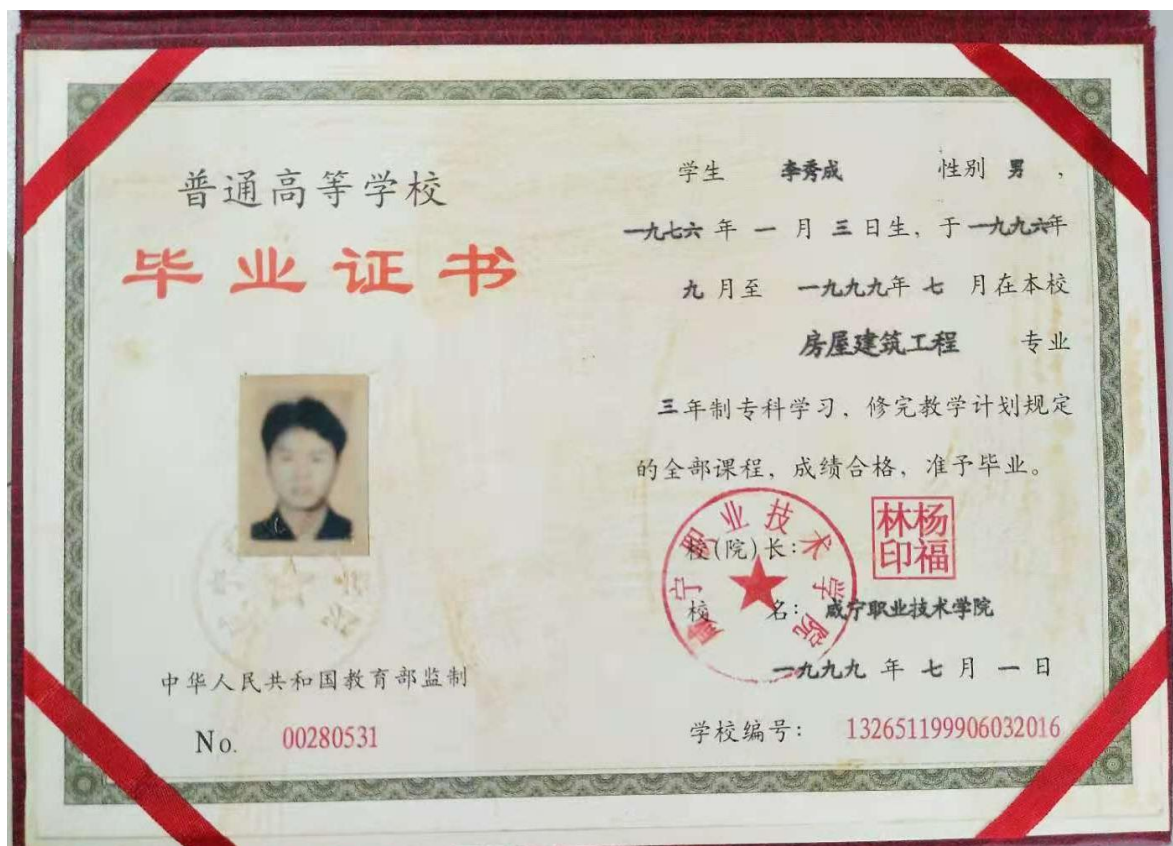 普通高等学校
毕业证书
中华人民共和国教育部监制
No. 00280531
学生 李秀成 性别 男,
一九七六年一月三日生,于一九九六年
九月至一九九九年七月在本校
房屋建筑工程 专业
三年制专科学习,修完教学计划规定
的全部课程,成绩合格,准予毕业。
咸宁职业技术学院
校(院)长:
杨福林印
校名:咸宁职业技术学院
一九九九年七月一日
学校编号: 132651199906032016